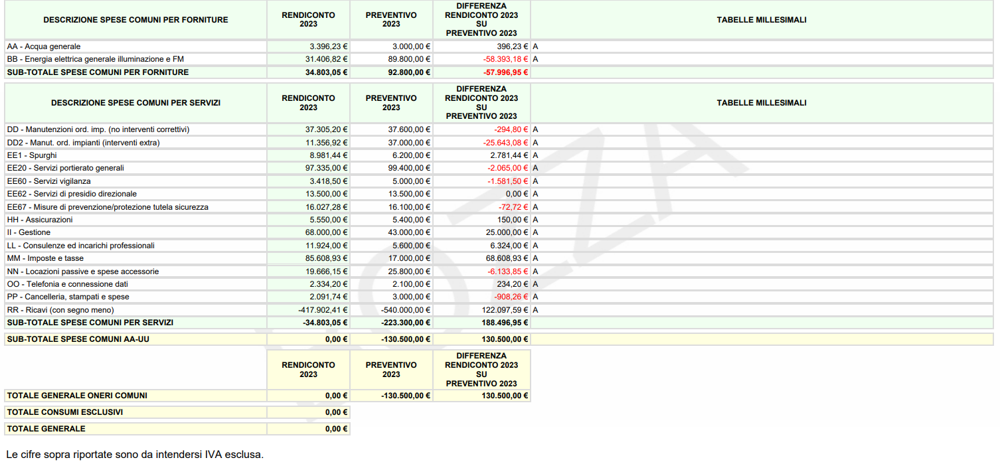 DESCRIZIONE SPESE COMUNI PER FORNITURE RENDICONTO 2023 PREVENTIVO 2023 DIFFERENZA RENDICONTO 2023 SU PREVENTIVO 2023 TABELLE MILLESIMALI
AA - Acqua generale 3.396,23 € 3.000,00 € 396,23 € A
BB - Energia elettrica generale illuminazione e FM 31.406,82 € 89.800,00 € -58.393,18 € A
SUB-TOTALE SPESE COMUNI PER FORNITURE 34.803,05 € 92.800,00 € -57.996,95 €
DESCRIZIONE SPESE COMUNI PER SERVIZI RENDICONTO 2023 PREVENTIVO 2023 DIFFERENZA RENDICONTO 2023 SU PREVENTIVO 2023 TABELLE MILLESIMALI
DD - Manutenzioni ord. imp. (no interventi correttivi) 37.305,20 € 37.600,00 € -294,80 € A
DD2 - Manut. ord. impianti (interventi extra) 11.356,92 € 37.000,00 € -25.643,08 € A
EE1 - Spurghi 8.981,44 € 6.200,00 € 2.781,44 € A
EE20 - Servizi portierato generali 97.335,00 € 99.400,00 € -2.065,00 € A
EE60 - Servizi vigilanza 3.418,50 € 5.000,00 € -1.581,50 € A
EE62 - Servizi di presidio direzionale 13.500,00 € 13.500,00 € 0,00 € A
EE67 - Misure di prevenzione/protezione tutela sicurezza 16.027,28 € 16.100,00 € -72,72 € A
HH - Assicurazioni 5.550,00 € 5.400,00 € 150,00 € A
II - Gestione 68.000,00 € 43.000,00 € 25.000,00 € A
LL - Consulenze ed incarichi professionali 11.924,00 € 5.600,00 € 6.324,00 € A
MM - Imposte e tasse 85.608,93 € 17.000,00 € 68.608,93 € A
NN - Locazioni passive e spese accessorie 19.666,15 € 25.800,00 € -6.133,85 € A
OO - Telefonia e connessione dati 2.334,20 € 2.100,00 € 234,20 € A
PP - Cancelleria, stampati e spese 2.091,74 € 3.000,00 € -908,26 € A
RR - Ricavi (con segno meno) -417.902,41 € -540.000,00 € 122.097,59 € A
SUB-TOTALE SPESE COMUNI PER SERVIZI -34.803,05 € -223.300,00 € 188.496,95 €
SUB-TOTALE SPESE COMUNI AA-UU 0,00 € -130.500,00 € 130.500,00 €
RENDICONTO 2023 PREVENTIVO 2023 DIFFERENZA RENDICONTO 2023 SU PREVENTIVO 2023
TOTALE GENERALE ONERI COMUNI 0,00 € -130.500,00 € 130.500,00 €
TOTALE CONSUMI ESCLUSIVI 0,00 €
TOTALE GENERALE 0,00 €
Le cifre sopra riportate sono da intendersi IVA esclusa.